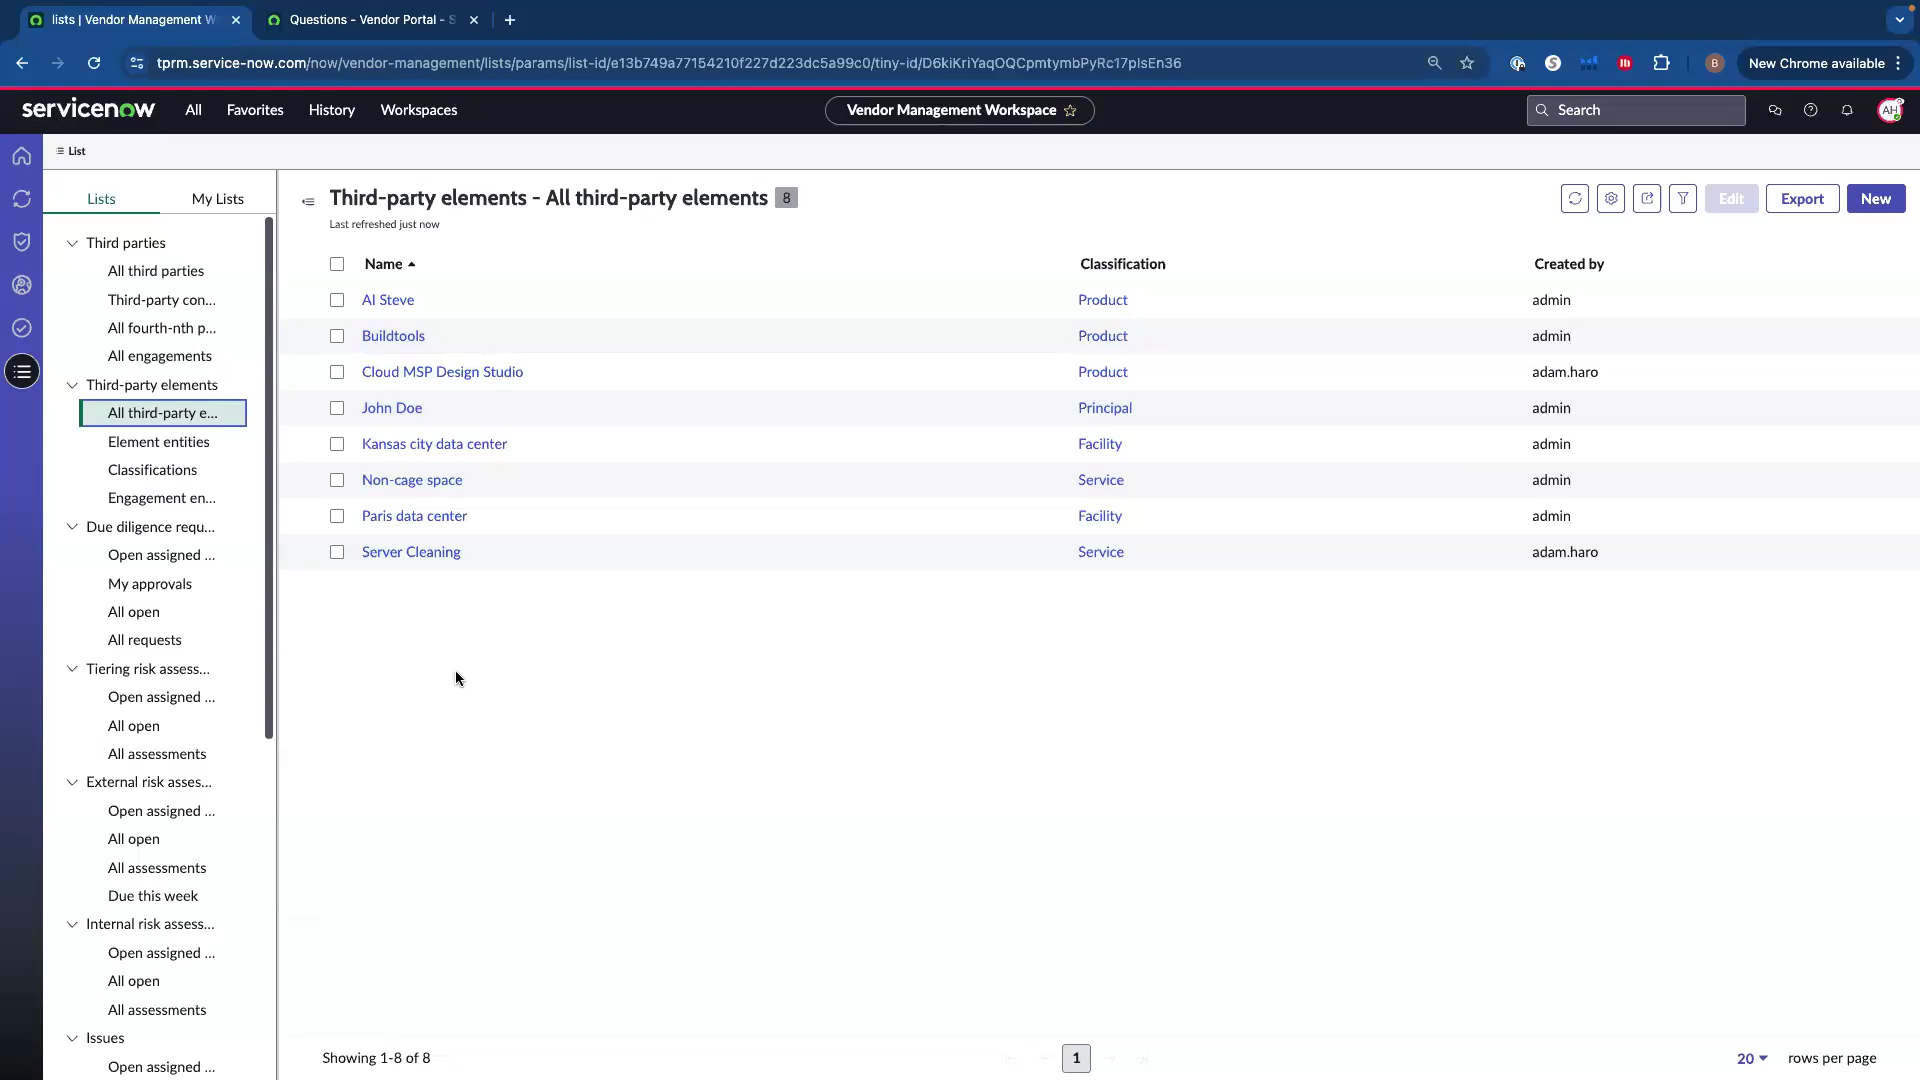 lists | Vendor Management W
Questions - Vendor Portal - S
tprm.service-now.com/now/vendor-management/lists/params/list-id/e13b749a77154210f227d223dc5a99c0/tiny-id/D6kiKriYaqOQCpmtymbPyRc17plsEn36
B
New Chrome available
servicenow
All
Favorites
History
Workspaces
Vendor Management Workspace
Search
AH
List
Lists
My Lists
Third parties
All third parties
Third-party con...
All fourth-nth p...
All engagements
Third-party elements
All third-party e...
Element entities
Classifications
Engagement en...
Due diligence requ...
Open assigned ...
My approvals
All open
All requests
Tiering risk assess...
Open assigned ...
All open
All assessments
External risk asses...
Open assigned ...
All open
All assessments
Due this week
Internal risk assess...
Open assigned ...
All open
All assessments
Issues
Open assigned ...
Third-party elements - All third-party elements 8
Last refreshed just now
Edit
Export
New
Name Classification Created by
AI Steve Product admin
Buildtools Product admin
Cloud MSP Design Studio Product adam.haro
John Doe Principal admin
Kansas city data center Facility admin
Non-cage space Service admin
Paris data center Facility admin
Server Cleaning Service adam.haro
Showing 1-8 of 8
1
20 rows per page